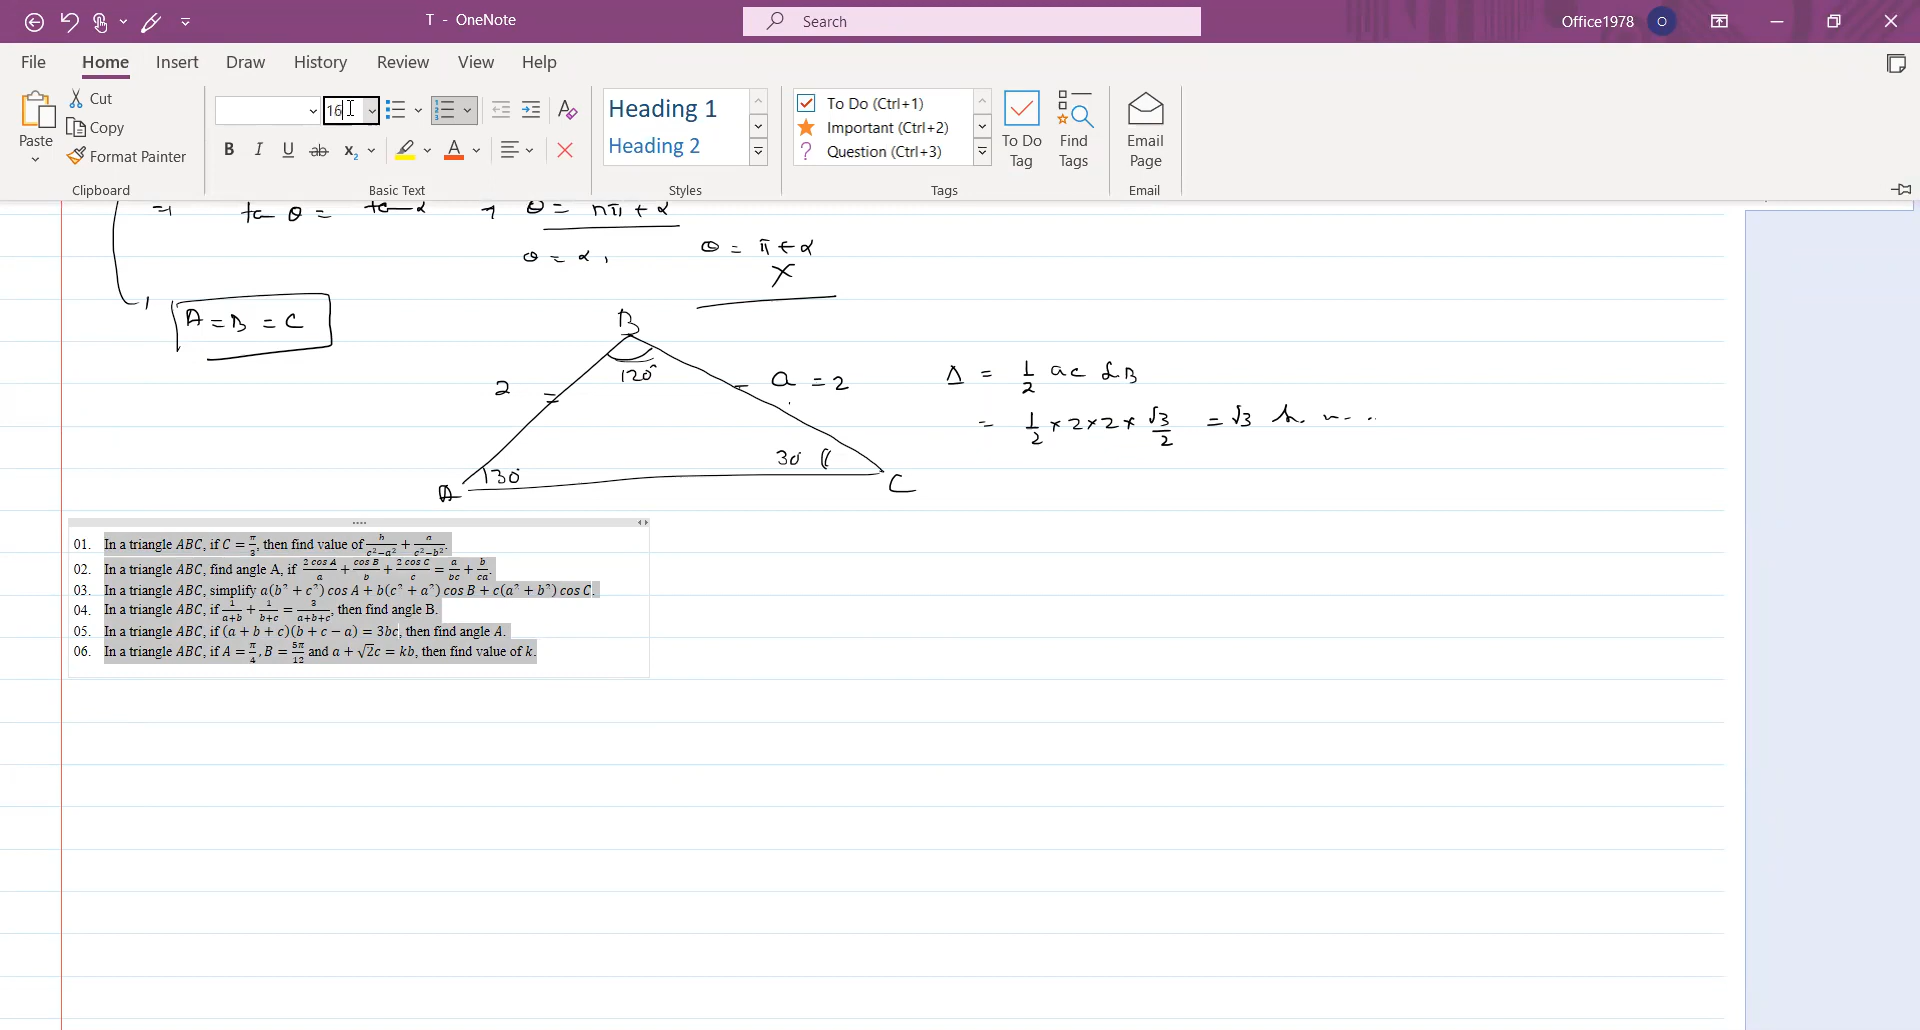 T - OneNote
Search
Office1978
O
File Home Insert Draw History Review View Help
Paste
Cut
Copy
Format Painter
Clipboard
16
B I U ab x₂ A
Basic Text
Heading 1
Heading 2
Styles
To Do (Ctrl+1)
Important (Ctrl+2)
Question (Ctrl+3)
Tags
To Do Tag
Find Tags
Email Page
Email
⇒ tan θ = tan α → θ = nπ + α
θ = α, θ = π + α
X
A = B = C
B
120°
2
a = 2
A
30°
30°
C
Δ = 1/2 ac sin B
= 1/2 × 2 × 2 × √3/2 = √3
01. In a triangle ABC, if C = π/3, then find value of b/(c²−a²) + a/(c²−b²).
02. In a triangle ABC, find angle A, if (2 cos A)/a + (cos B)/b + (2 cos C)/c = a/bc + b/ca.
03. In a triangle ABC, simplify a(b² + c²) cos A + b(c² + a²) cos B + c(a² + b²) cos C.
04. In a triangle ABC, if 1/(a+b) + 1/(b+c) = 3/(a+b+c), then find angle B.
05. In a triangle ABC, if (a + b + c)(b + c − a) = 3bc, then find angle A.
06. In a triangle ABC, if A = π/4, B = 5π/12 and a + √2c = kb, then find value of k.